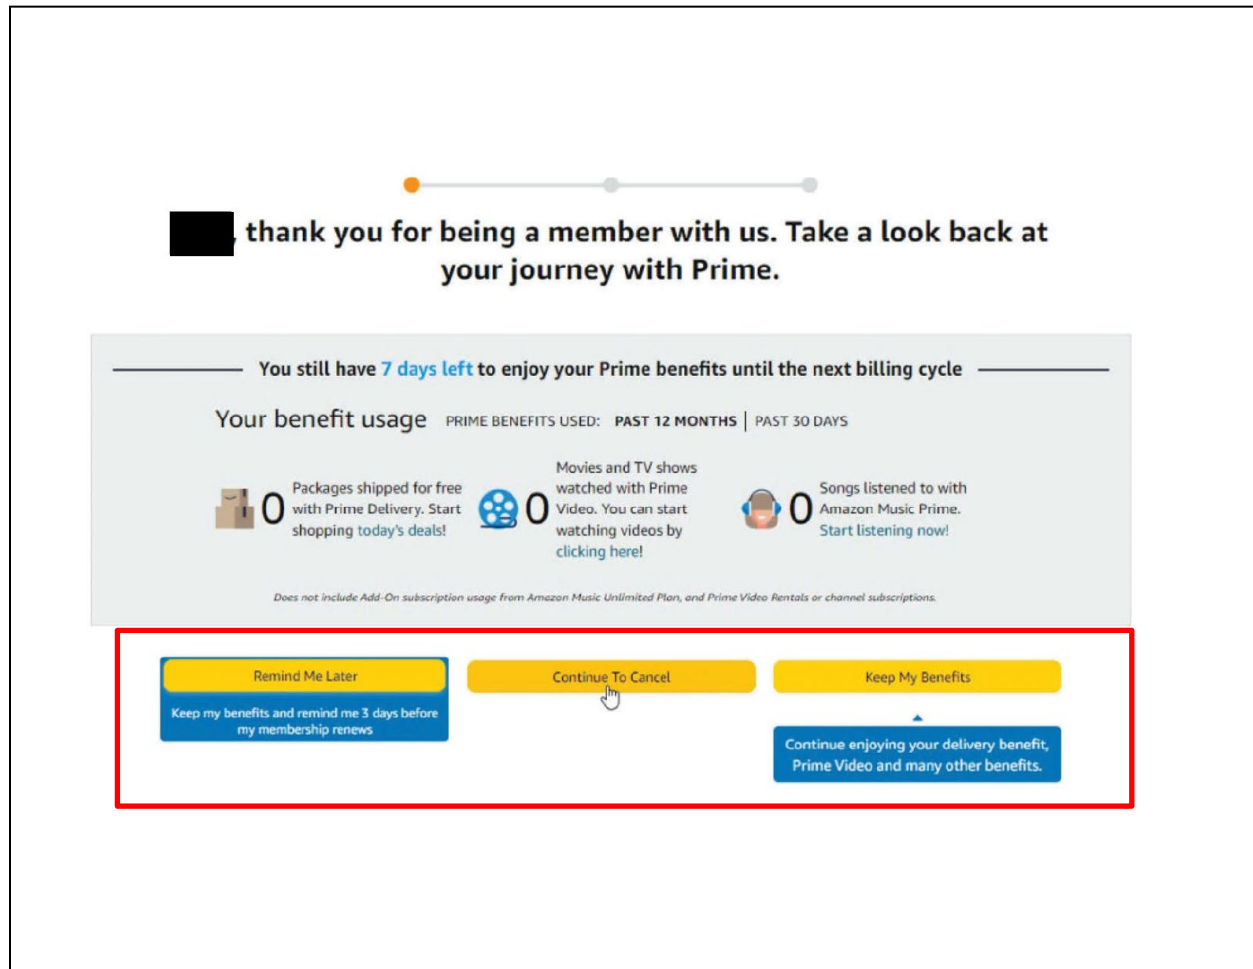 , thank you for being a member with us. Take a look back at
your journey with Prime.
You still have 7 days left to enjoy your Prime benefits until the next billing cycle
Your benefit usage PRIME BENEFITS USED: PAST 12 MONTHS | PAST 30 DAYS
0
Packages shipped for free
with Prime Delivery. Start
shopping today's deals!
0
Movies and TV shows
watched with Prime
Video. You can start
watching videos by
clicking here!
0
Songs listened to with
Amazon Music Prime.
Start listening now!
Does not include Add-On subscription usage from Amazon Music Unlimited Plan, and Prime Video Rentals or channel subscriptions.
Remind Me Later
Keep my benefits and remind me 3 days before
my membership renews
Continue To Cancel
Keep My Benefits
Continue enjoying your delivery benefit,
Prime Video and many other benefits.